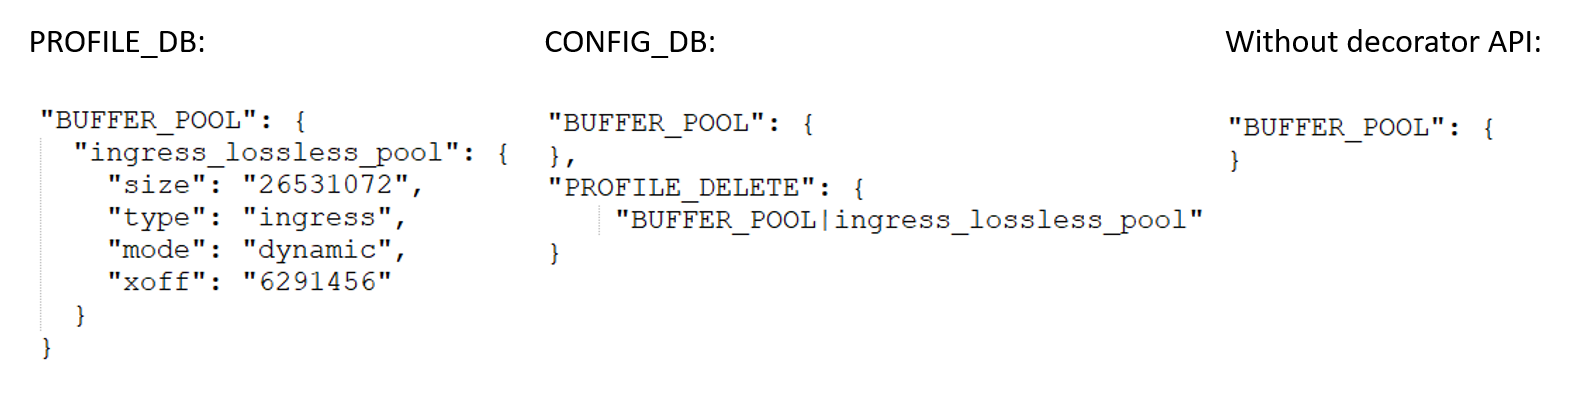 PROFILE_DB:
"BUFFER_POOL": {
"ingress_lossless_pool": {
"size": "26531072",
"type": "ingress",
"mode": "dynamic",
"xoff": "6291456"
}
}
CONFIG_DB:
"BUFFER_POOL": {
},
"PROFILE_DELETE": {
"BUFFER_POOL|ingress_lossless_pool"
}
Without decorator API:
"BUFFER_POOL": {
}